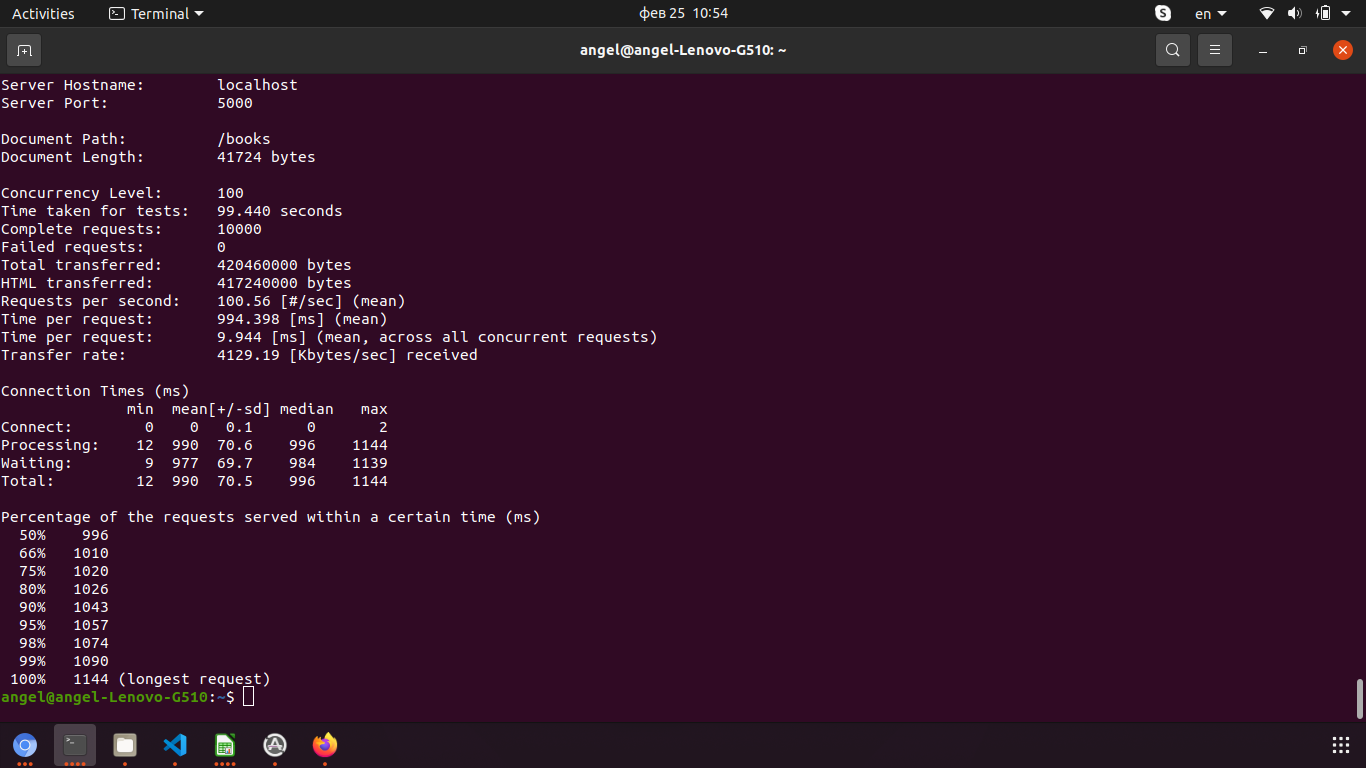 Activities Terminal фев 25 10:54 S en
angel@angel-Lenovo-G510: ~
Server Hostname:        localhost
Server Port:            5000

Document Path:          /books
Document Length:        41724 bytes

Concurrency Level:      100
Time taken for tests:   99.440 seconds
Complete requests:      10000
Failed requests:        0
Total transferred:      420460000 bytes
HTML transferred:       417240000 bytes
Requests per second:    100.56 [#/sec] (mean)
Time per request:       994.398 [ms] (mean)
Time per request:       9.944 [ms] (mean, across all concurrent requests)
Transfer rate:          4129.19 [Kbytes/sec] received

Connection Times (ms)
              min  mean[+/-sd] median   max
Connect:        0    0   0.1      0       2
Processing:    12  990  70.6    996    1144
Waiting:        9  977  69.7    984    1139
Total:         12  990  70.5    996    1144

Percentage of the requests served within a certain time (ms)
  50%    996
  66%   1010
  75%   1020
  80%   1026
  90%   1043
  95%   1057
  98%   1074
  99%   1090
 100%   1144 (longest request)
angel@angel-Lenovo-G510:~$